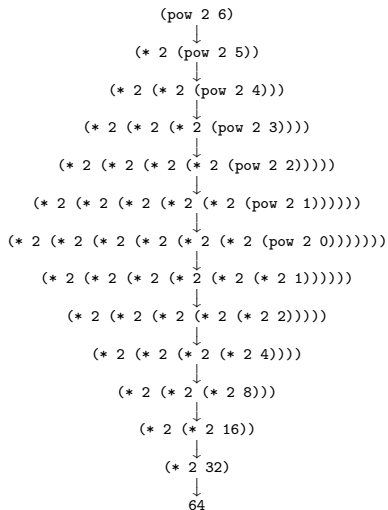 (pow 2 6)
(* 2 (pow 2 5))
(* 2 (* 2 (pow 2 4)))
(* 2 (* 2 (* 2 (pow 2 3))))
(* 2 (* 2 (* 2 (* 2 (pow 2 2)))))
(* 2 (* 2 (* 2 (* 2 (* 2 (pow 2 1))))))
(* 2 (* 2 (* 2 (* 2 (* 2 (* 2 (pow 2 0)))))))
(* 2 (* 2 (* 2 (* 2 (* 2 (* 2 1))))))
(* 2 (* 2 (* 2 (* 2 (* 2 2)))))
(* 2 (* 2 (* 2 (* 2 4))))
(* 2 (* 2 (* 2 8)))
(* 2 (* 2 16))
(* 2 32)
64